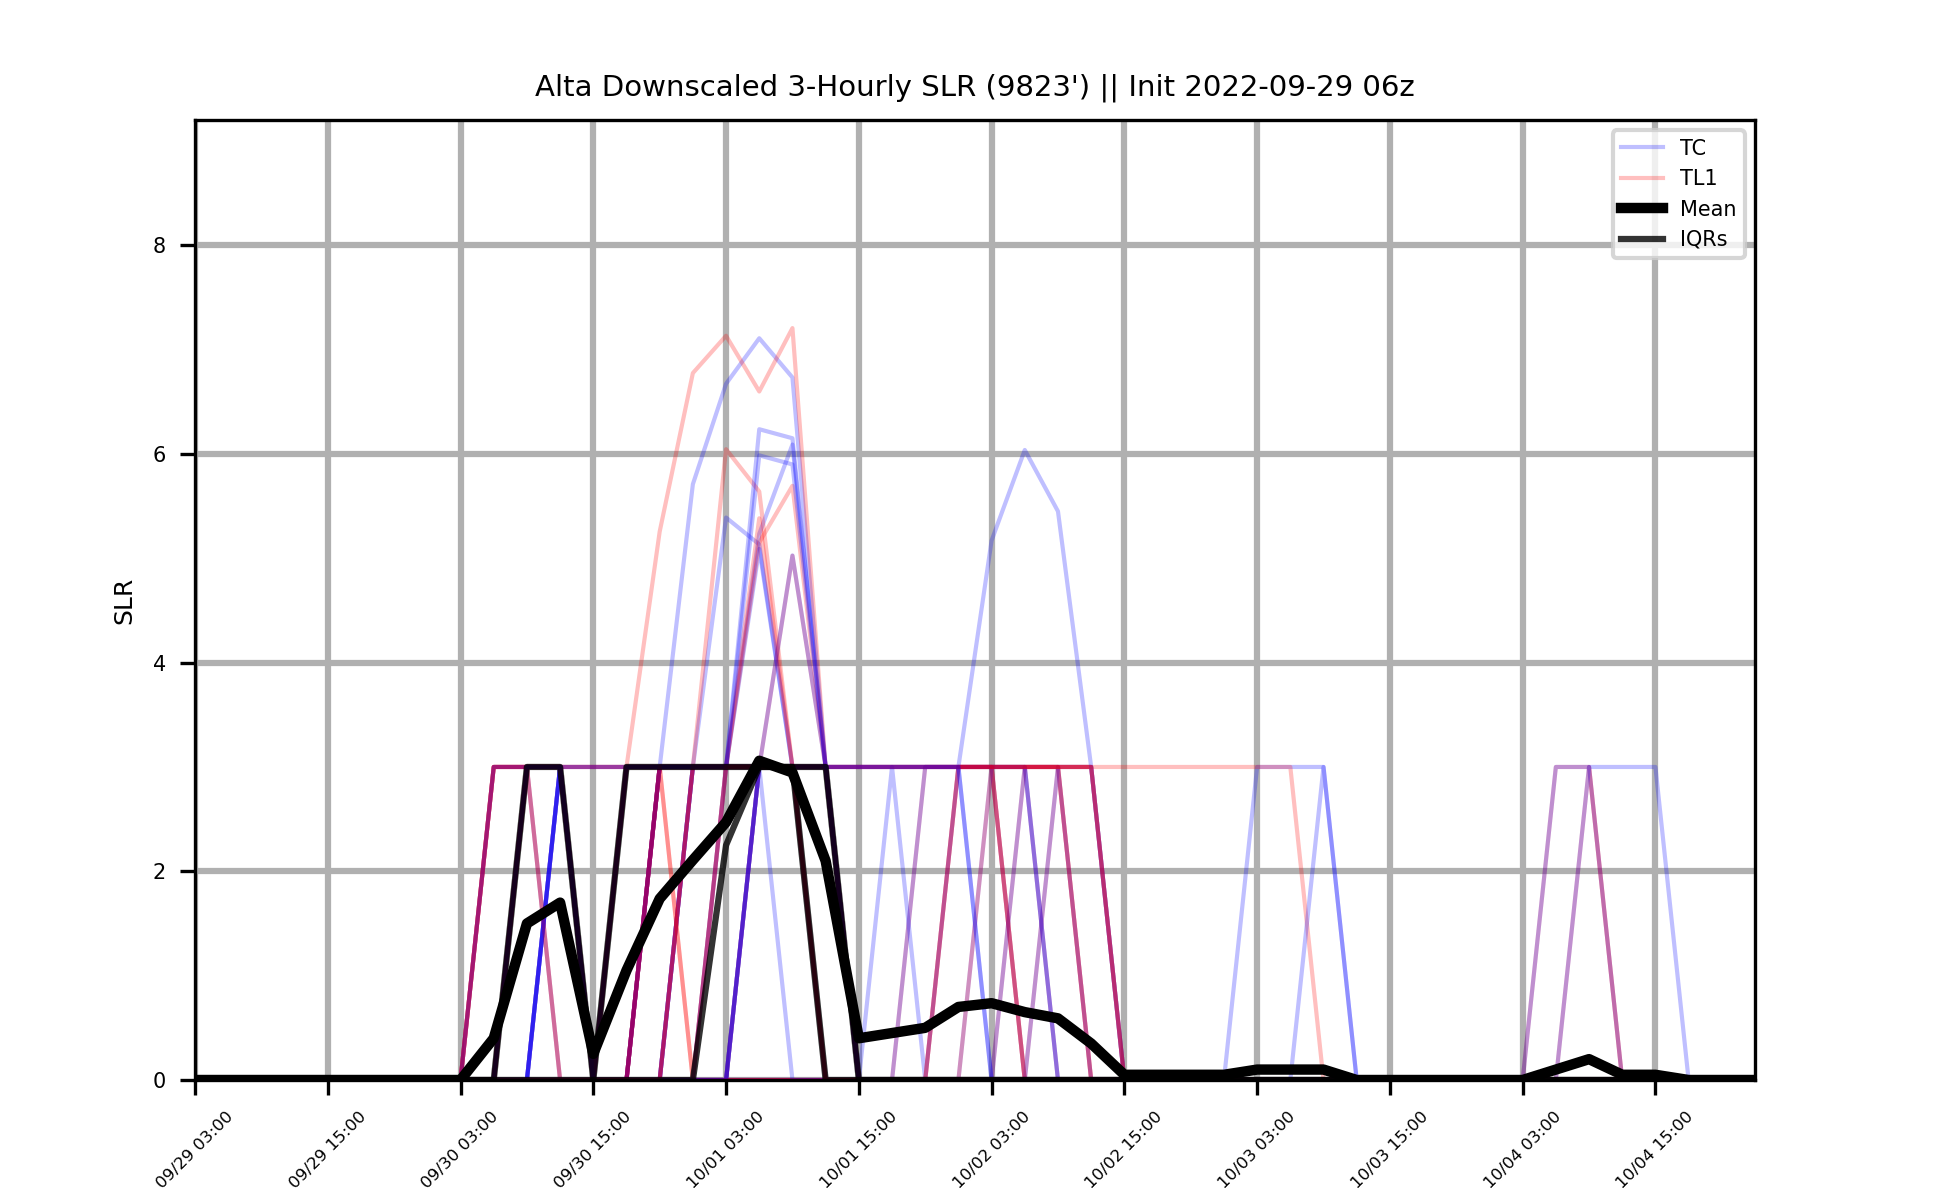 Alta Downscaled 3-Hourly SLR (9823') || Init 2022-09-29 06z
TC
TL1
Mean
IQRs
SLR
8
6
4
2
0
09/29 03:00
09/29 15:00
09/30 03:00
09/30 15:00
10/01 03:00
10/01 15:00
10/02 03:00
10/02 15:00
10/03 03:00
10/03 15:00
10/04 03:00
10/04 15:00